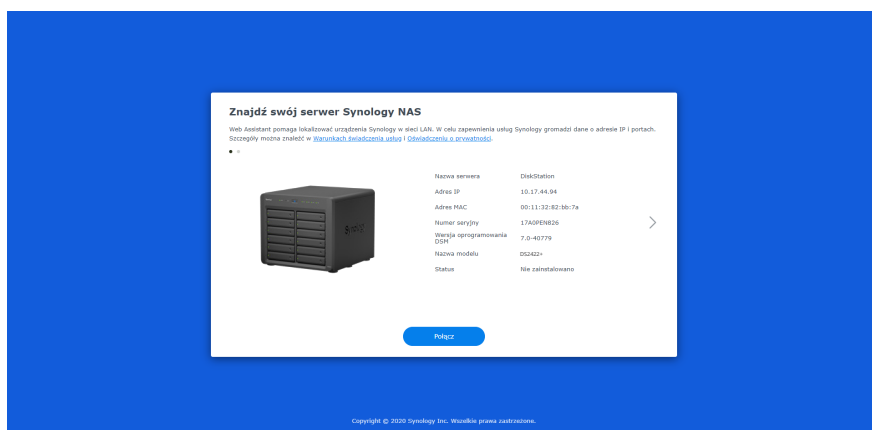 Znajdź swój serwer Synology NAS
Web Assistant pomaga lokalizować urządzenia Synology w sieci LAN. W celu zapewnienia usług Synology gromadzi dane o adresie IP i portach.
Szczegóły można znaleźć w Warunkach świadczenia usług i Oświadczeniu o prywatności.
Nazwa serwera DiskStation
Adres IP 10.17.44.94
Adres MAC 00:11:32:82:bb:7a
Numer seryjny 17A0PEN826
Wersja oprogramowania
DSM 7.0-40779
Nazwa modelu DS2422+
Status Nie zainstalowano
Synology
Połącz
Copyright © 2020 Synology Inc. Wszelkie prawa zastrzeżone.